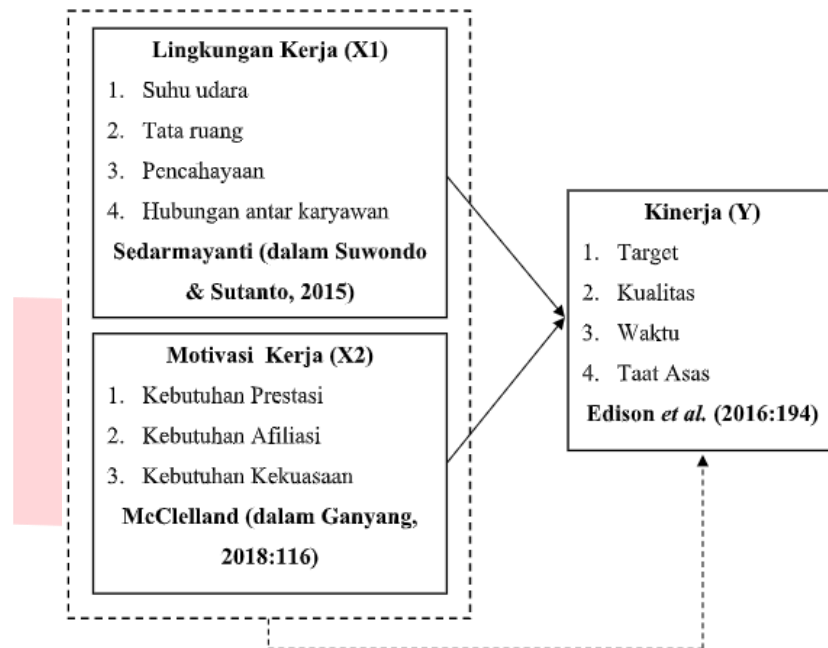 Lingkungan Kerja (X1)
1. Suhu udara
2. Tata ruang
3. Pencahayaan
4. Hubungan antar karyawan
Sedarmayanti (dalam Suwondo
& Sutanto, 2015)
Motivasi Kerja (X2)
1. Kebutuhan Prestasi
2. Kebutuhan Afiliasi
3. Kebutuhan Kekuasaan
McClelland (dalam Ganyang,
2018:116)
Kinerja (Y)
1. Target
2. Kualitas
3. Waktu
4. Taat Asas
Edison et al. (2016:194)